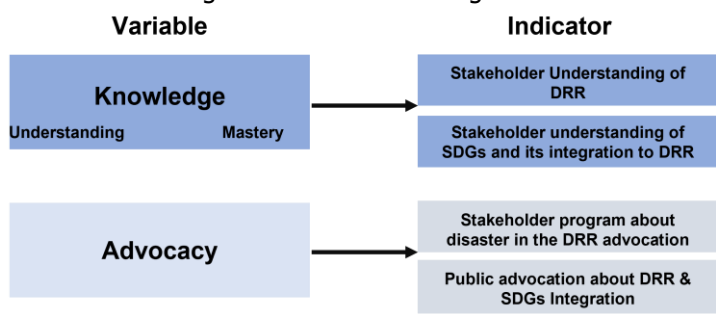 Variable
Indicator
Knowledge
Understanding
Mastery
Stakeholder Understanding of
DRR
Stakeholder understanding of
SDGs and its integration to DRR
Advocacy
Stakeholder program about
disaster in the DRR advocation
Public advocation about DRR &
SDGs Integration